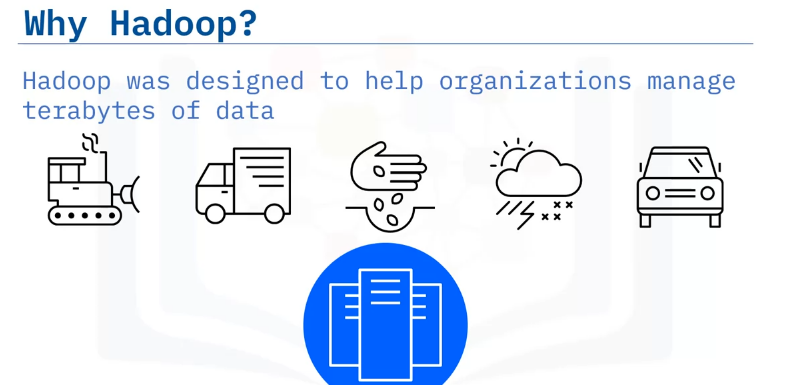 Why Hadoop?
Hadoop was designed to help organizations manage
terabytes of data